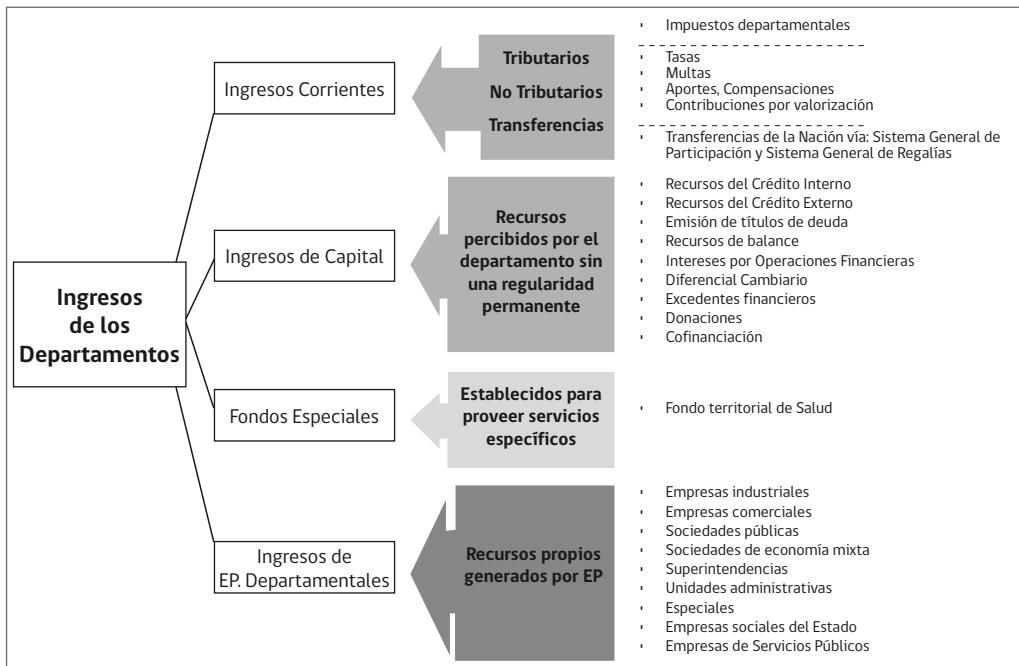 Ingresos
de los
Departamentos
Ingresos Corrientes
Tributarios
No Tributarios
Transferencias
· Impuestos departamentales
· Tasas
· Multas
· Aportes, Compensaciones
· Contribuciones por valorización
· Transferencias de la Nación vía: Sistema General de
Participación y Sistema General de Regalías
Ingresos de Capital
Recursos
percibidos por el
departamento sin
una regularidad
permanente
· Recursos del Crédito Interno
· Recursos del Crédito Externo
· Emisión de títulos de deuda
· Recursos de balance
· Intereses por Operaciones Financieras
· Diferencial Cambiario
· Excedentes financieros
· Donaciones
· Cofinanciación
Fondos Especiales
Establecidos para
proveer servicios
específicos
· Fondo territorial de Salud
Ingresos de
EP. Departamentales
Recursos propios
generados por EP
· Empresas industriales
· Empresas comerciales
· Sociedades públicas
· Sociedades de economía mixta
· Superintendencias
· Unidades administrativas
· Especiales
· Empresas sociales del Estado
· Empresas de Servicios Públicos